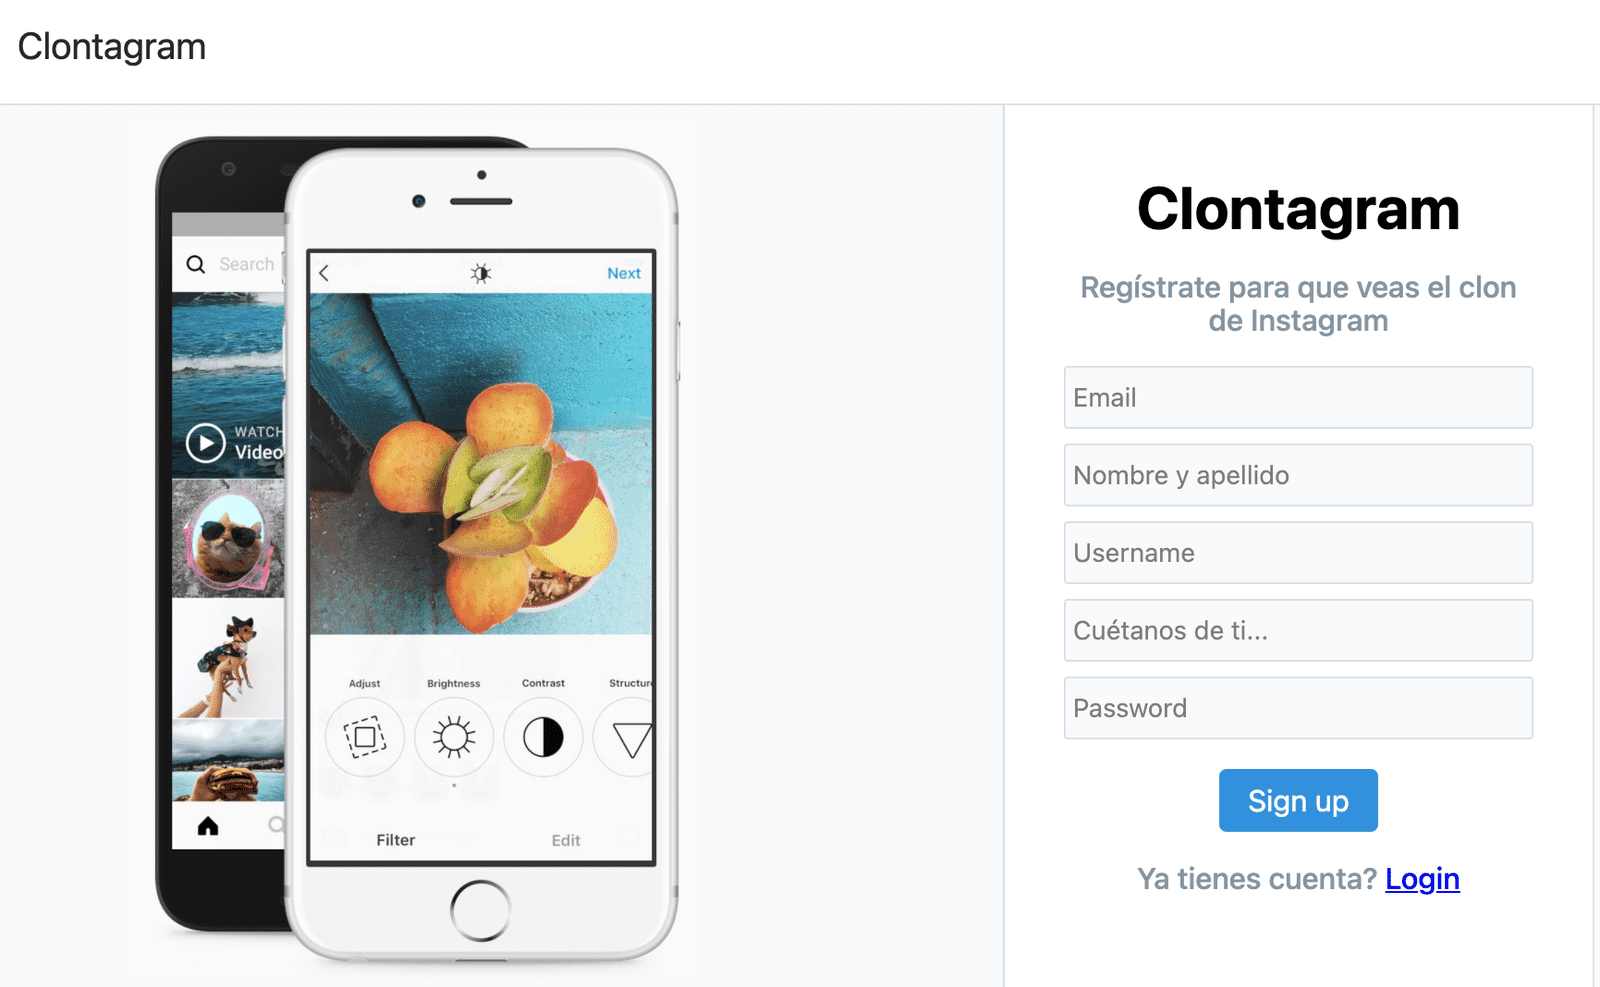 Clontagram
Search
WATCH
Video
Next
Adjust
Brightness
Contrast
Structure
Filter
Edit
Clontagram
Regístrate para que veas el clon
de Instagram
Email
Nombre y apellido
Username
Cuétanos de ti...
Password
Sign up
Ya tienes cuenta? Login